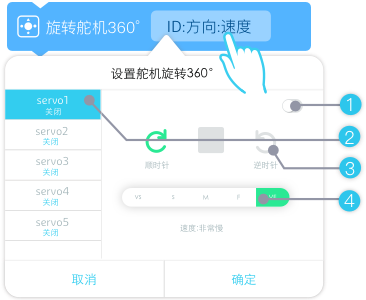 旋转舵机360° ID:方向:速度
设置舵机旋转360°
servo1
关闭
servo2
关闭
servo3
关闭
servo4
关闭
servo5
关闭
顺时针 逆时针
VS S M F
速度:非常慢
取消 确定
1
2
3
4